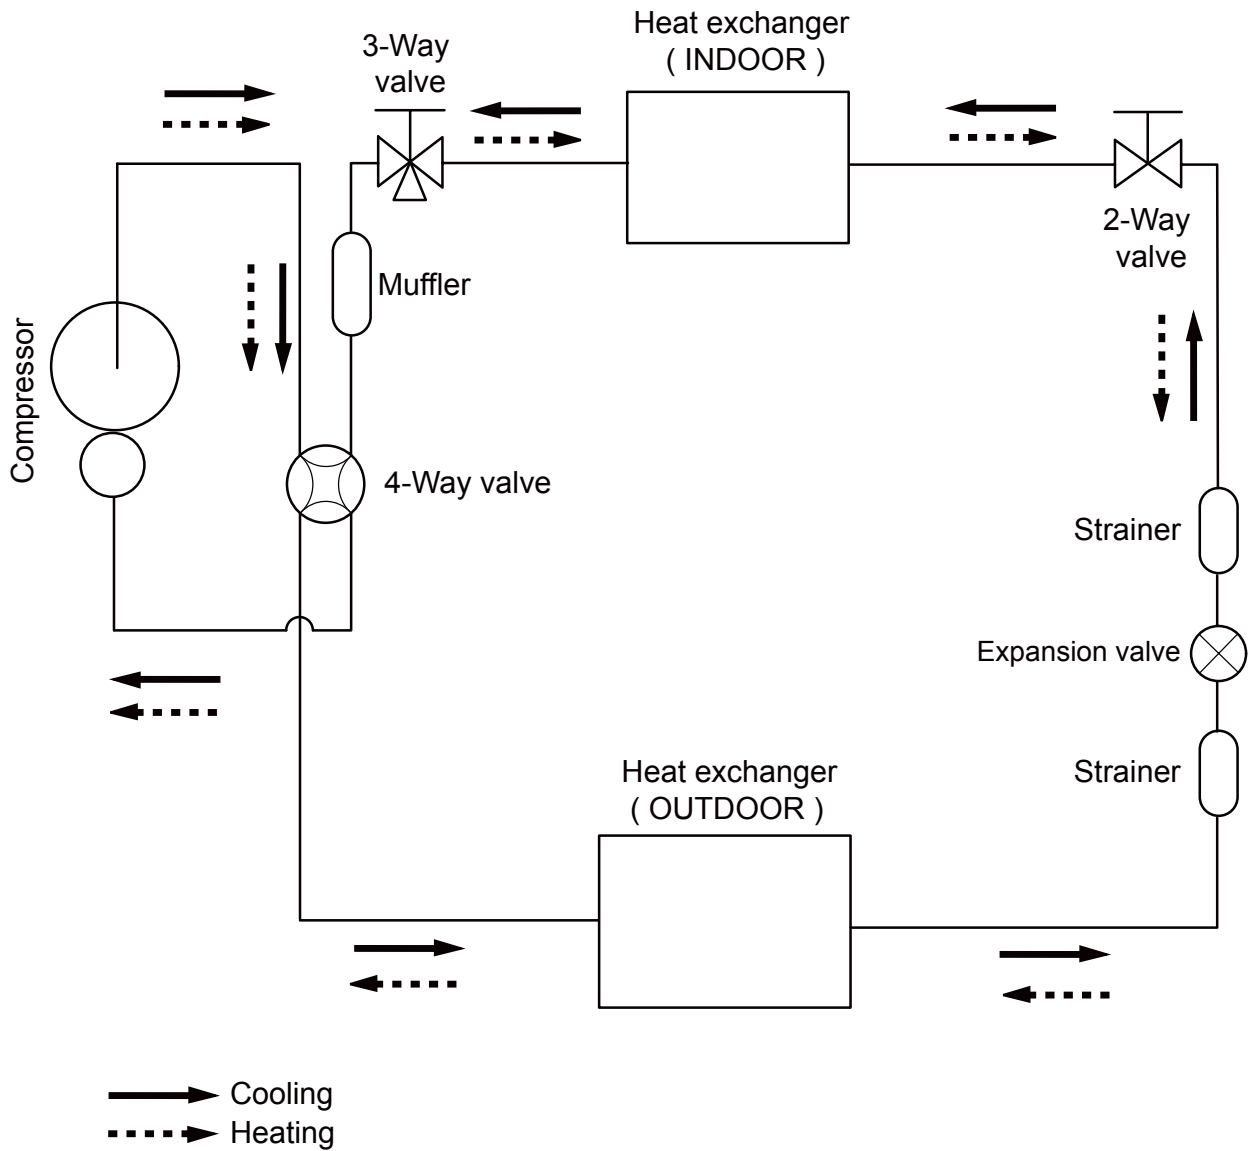 Heat exchanger
( INDOOR )
3-Way
valve
2-Way
valve
Muffler
Compressor
4-Way valve
Strainer
Expansion valve
Strainer
Heat exchanger
( OUTDOOR )
Cooling
Heating